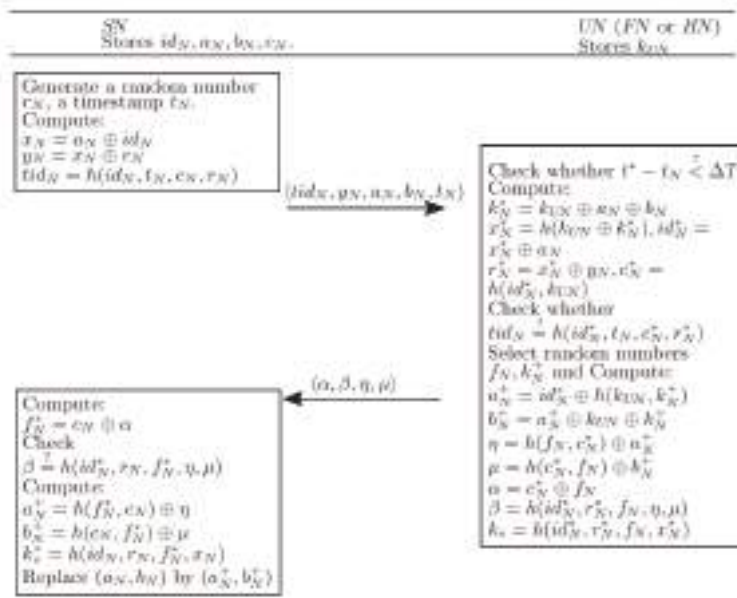 SN
Stores id_N, a_N, b_N, c_N.
UN (FN or HN)
Stores k_UN
Generate a random number
r_N, a timestamp t_N.
Compute:
x_N = a_N ⊕ id_N
y_N = x_N ⊕ r_N
tid_N = h(id_N, t_N, c_N, r_N)
(tid_N, y_N, a_N, b_N, t_N)
Check whether t* − t_N <? ΔT
Compute:
k*_N = k_UN ⊕ a_N ⊕ b_N
x*_N = h(k_UN ⊕ k*_N), id*_N =
x*_N ⊕ a_N
r*_N = x*_N ⊕ y_N, c*_N =
h(id*_N, k_UN)
Check whether
tid_N =? h(id*_N, t_N, c*_N, r*_N)
Select random numbers
f_N, k+_N and Compute:
a+_N = id*_N ⊕ h(k_UN, k+_N)
b+_N = a+_N ⊕ k_UN ⊕ k+_N
η = h(f_N, c*_N) ⊕ a+_N
μ = h(c*_N, f_N) ⊕ b+_N
α = c*_N ⊕ f_N
β = h(id*_N, r*_N, f_N, η, μ)
k_s = h(id*_N, r*_N, f_N, x*_N)
(α, β, η, μ)
Compute:
f*_N = c_N ⊕ α
Check
β =? h(id*_N, r_N, f*_N, η, μ)
Compute:
a+_N = h(f*_N, c_N) ⊕ η
b+_N = h(c_N, f*_N) ⊕ μ
k*_s = h(id_N, r_N, f*_N, x_N)
Replace (a_N, b_N) by (a+_N, b+_N)